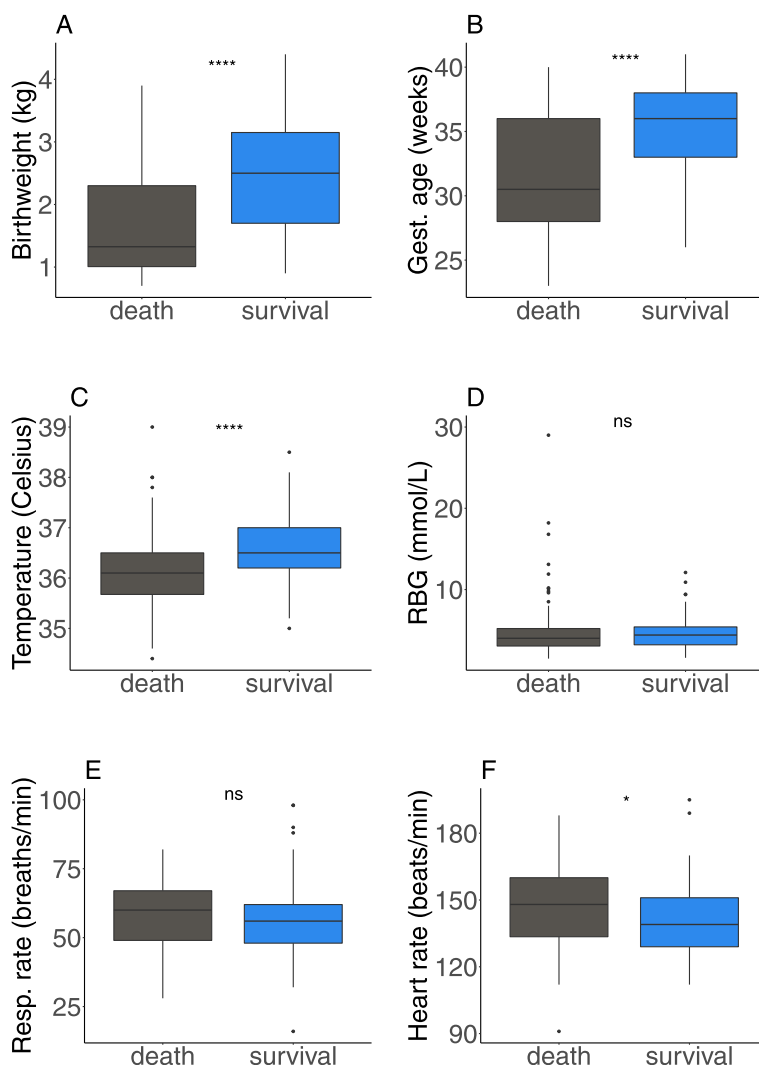 A
Birthweight (kg)
4
3
2
1
****
death survival
B
Gest. age (weeks)
40
35
30
25
****
death survival
C
Temperature (Celsius)
39
38
37
36
35
****
death survival
D
RBG (mmol/L)
30
20
10
ns
death survival
E
Resp. rate (breaths/min)
100
75
50
25
ns
death survival
F
Heart rate (beats/min)
180
150
120
90
*
death survival